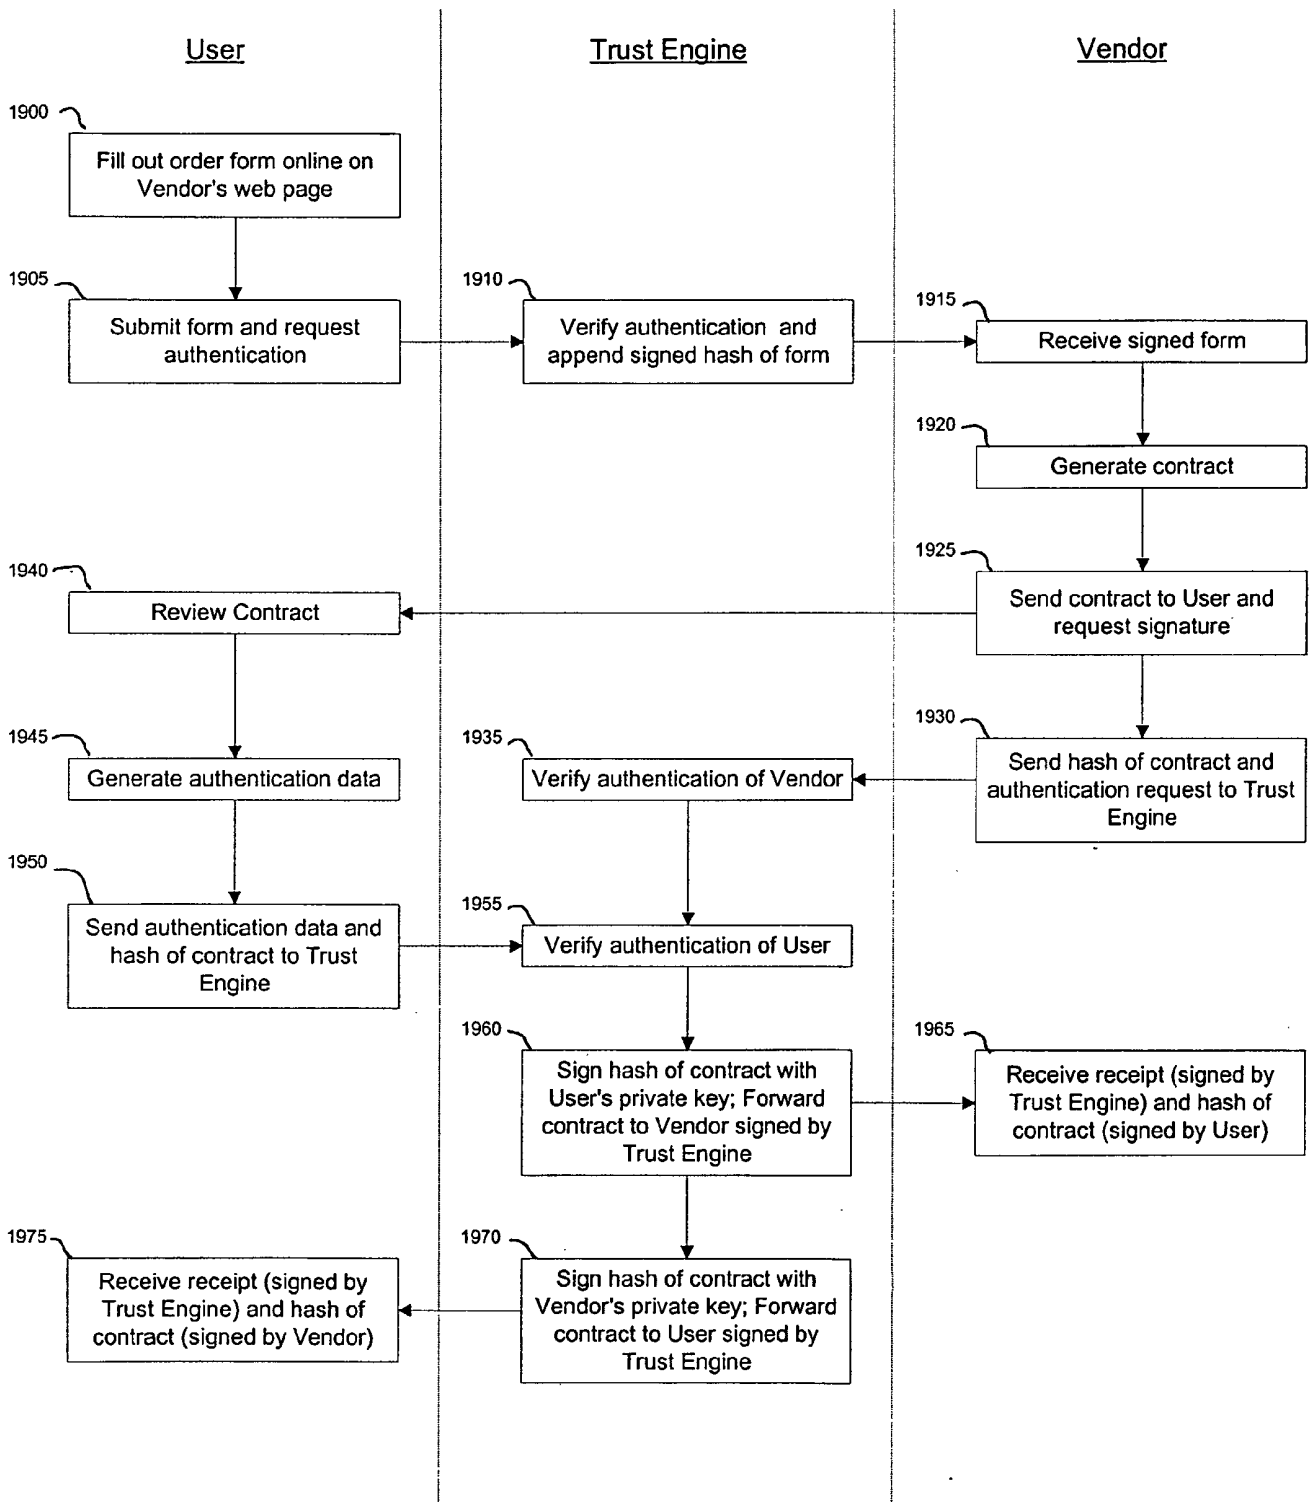 User
Trust Engine
Vendor
1900
Fill out order form online on
Vendor's web page
1905
Submit form and request
authentication
1910
Verify authentication and
append signed hash of form
1915
Receive signed form
1920
Generate contract
1925
Send contract to User and
request signature
1940
Review Contract
1930
Send hash of contract and
authentication request to Trust
Engine
1935
Verify authentication of Vendor
1945
Generate authentication data
1950
Send authentication data and
hash of contract to Trust
Engine
1955
Verify authentication of User
1960
Sign hash of contract with
User's private key; Forward
contract to Vendor signed by
Trust Engine
1965
Receive receipt (signed by
Trust Engine) and hash of
contract (signed by User)
1970
Sign hash of contract with
Vendor's private key; Forward
contract to User signed by
Trust Engine
1975
Receive receipt (signed by
Trust Engine) and hash of
contract (signed by Vendor)